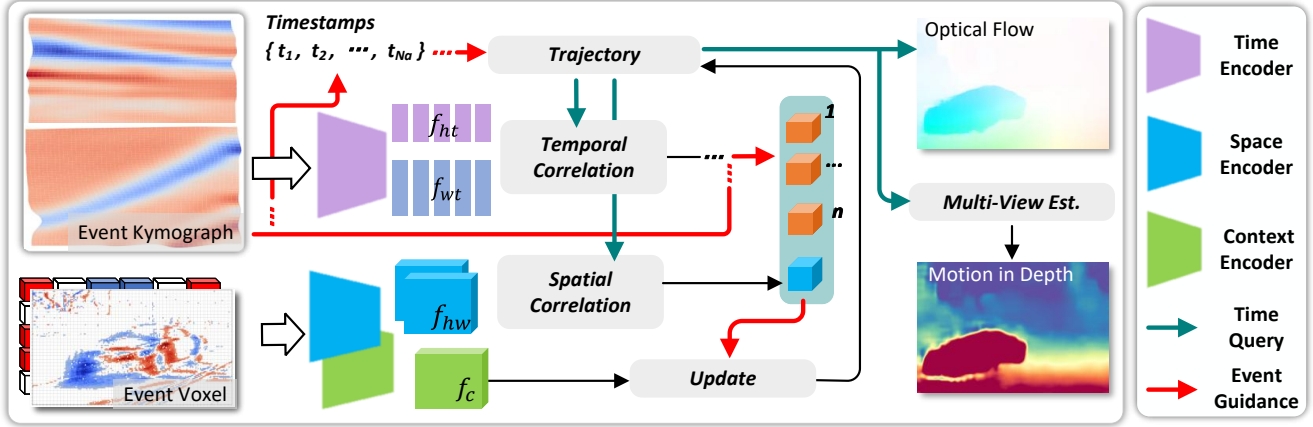 Timestamps
{ t1, t2, ···, tNa }
Trajectory
Optical Flow
fht
fwt
Temporal
Correlation
...
1
...
n
Event Kymograph
Multi-View Est.
Spatial
Correlation
Motion in Depth
fhw
Event Voxel
fc
Update
Time
Encoder
Space
Encoder
Context
Encoder
Time
Query
Event
Guidance